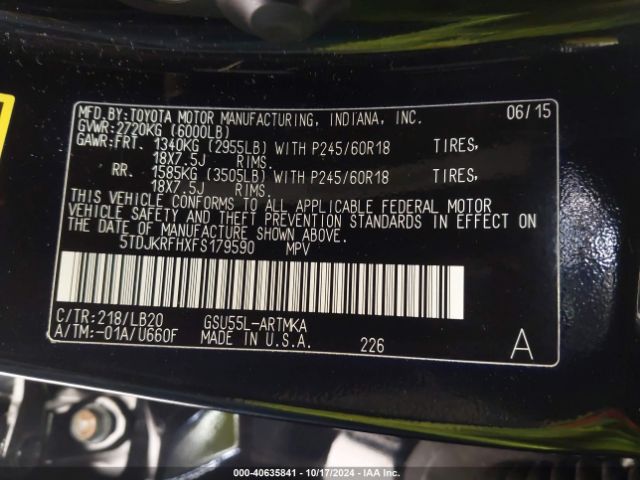 MFD.BY:TOYOTA MOTOR MANUFACTURING, INDIANA, INC. 06/15
GVWR:2720KG (6000LB)
GAWR:FRT. 1340KG (2955LB) WITH P245/60R18 TIRES,
18X7.5J RIMS.
RR. 1585KG (3505LB) WITH P245/60R18 TIRES,
18X7.5J RIMS.
THIS VEHICLE CONFORMS TO ALL APPLICABLE FEDERAL MOTOR
VEHICLE SAFETY AND THEFT PREVENTION STANDARDS IN EFFECT ON
THE DATE OF MANUFACTURE SHOWN ABOVE.
5TDJKRFHXFS179590 MPV
C/TR:218/LB20 GSU55L-ARTMKA
A/TM:-01A/U660F MADE IN U.S.A. 226 A
000-40635841 | 10/17/2024 | IAA Inc.